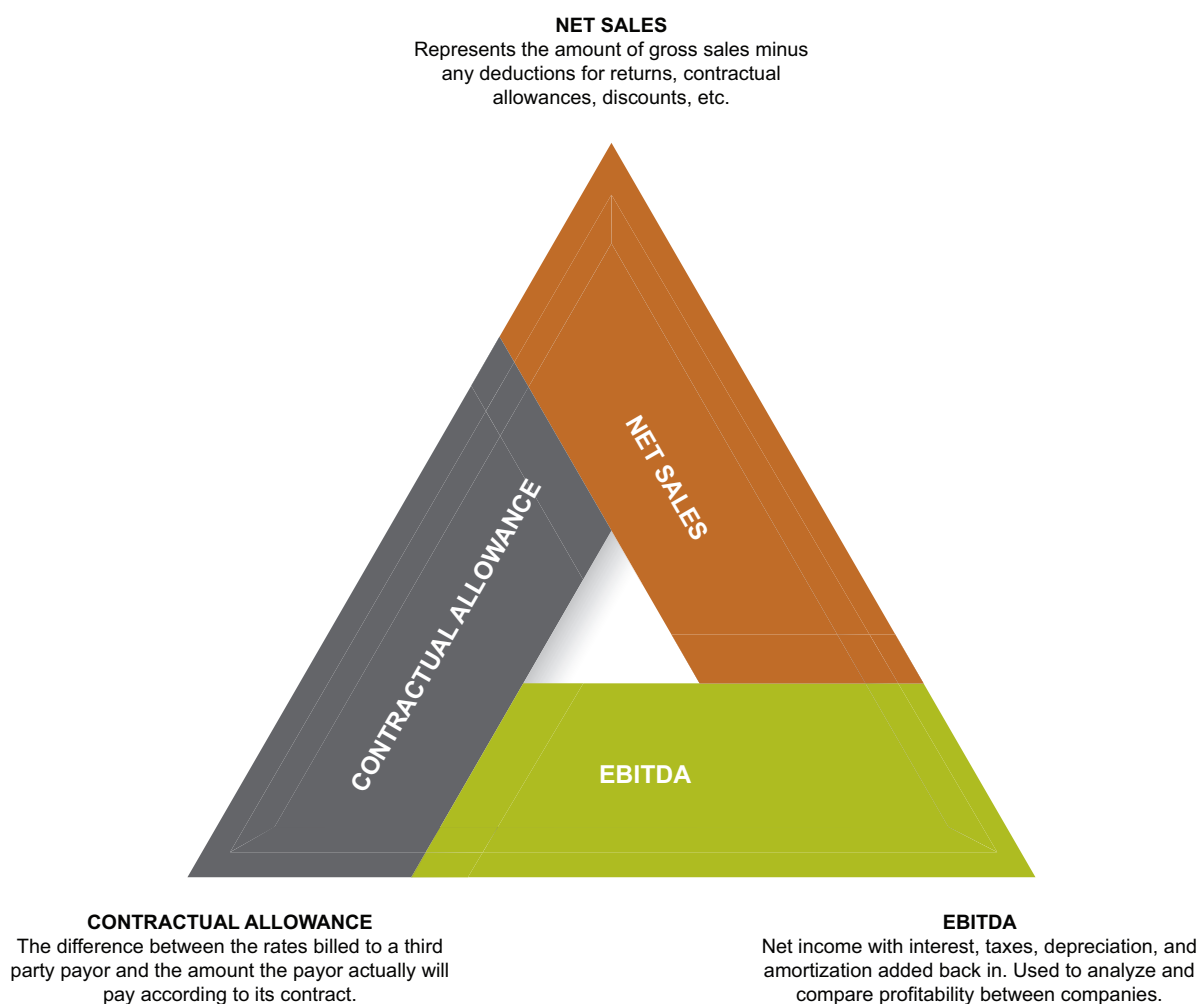 NET SALES
Represents the amount of gross sales minus
any deductions for returns, contractual
allowances, discounts, etc.
NET SALES
CONTRACTUAL ALLOWANCE
EBITDA
CONTRACTUAL ALLOWANCE
The difference between the rates billed to a third
party payor and the amount the payor actually will
pay according to its contract.
EBITDA
Net income with interest, taxes, depreciation, and
amortization added back in. Used to analyze and
compare profitability between companies.